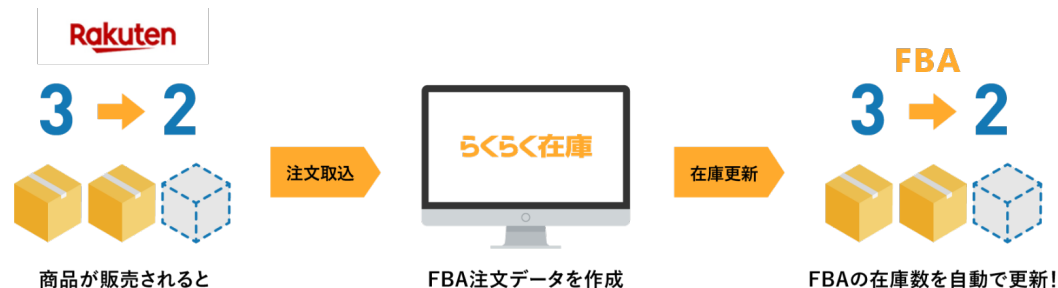 Rakuten
3 2
注文取込
らくらく在庫
在庫更新
FBA
3 2
商品が販売されると
FBA注文データを作成
FBAの在庫数を自動で更新!